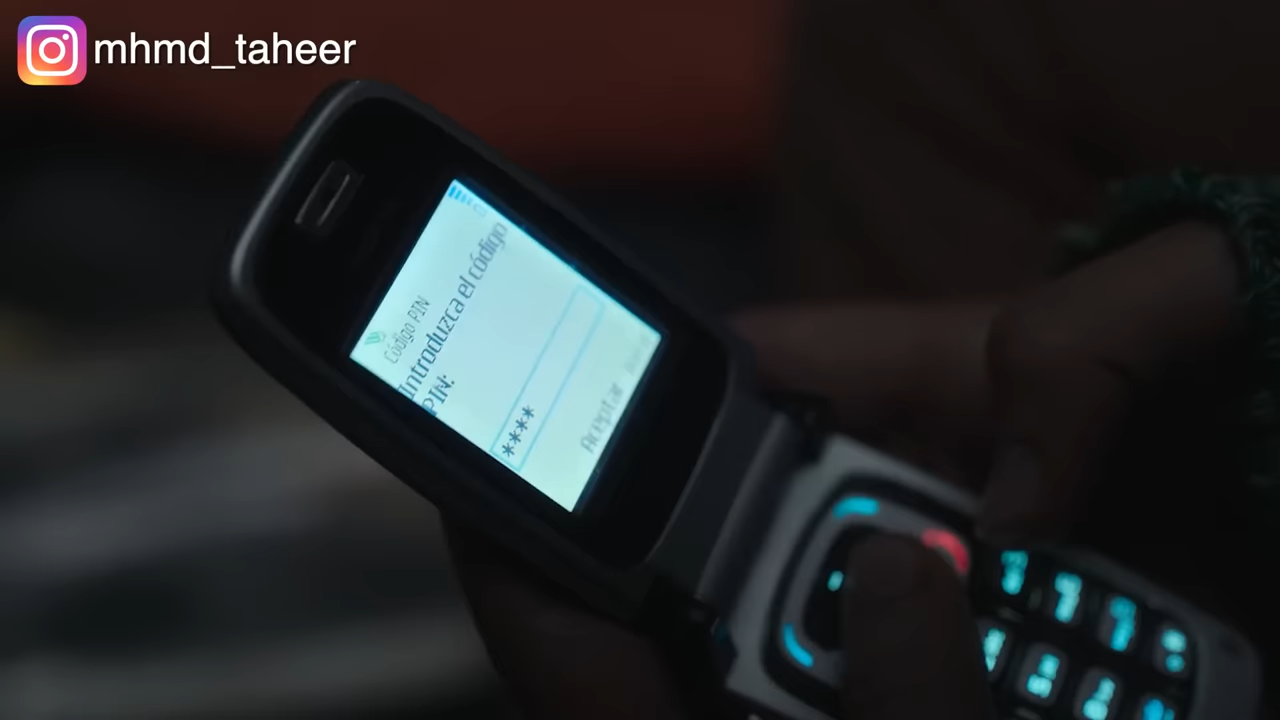 mhmd_taheer
Código PIN
Introduzca el código
PIN:
****
Aceptar